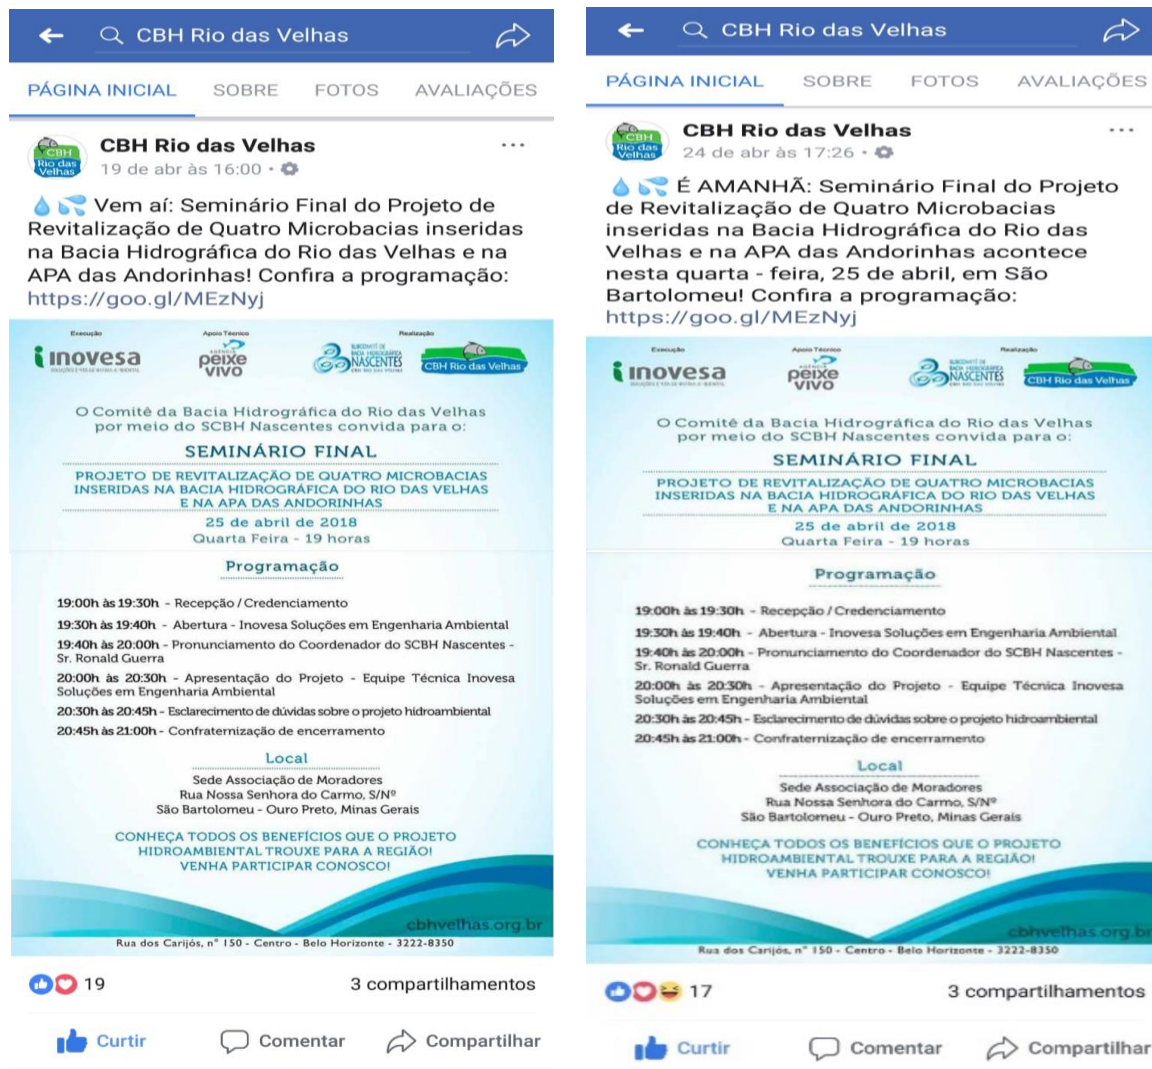 CBH Rio das Velhas
PÁGINA INICIAL SOBRE FOTOS AVALIAÇÕES
CBH Rio das Velhas
CBH Rio das Velhas
19 de abr às 16:00
Vem aí: Seminário Final do Projeto de
Revitalização de Quatro Microbacias inseridas
na Bacia Hidrográfica do Rio das Velhas e na
APA das Andorinhas! Confira a programação:
https://goo.gl/MEzNyj
Execução Apoio Técnico Realização
inovesa
AGÊNCIA
peixe
vivo
SUBCOMITÊ DE
BACIA HIDROGRÁFICA
NASCENTES
CBH Rio das Velhas
O Comitê da Bacia Hidrográfica do Rio das Velhas
por meio do SCBH Nascentes convida para o:
SEMINÁRIO FINAL
PROJETO DE REVITALIZAÇÃO DE QUATRO MICROBACIAS
INSERIDAS NA BACIA HIDROGRÁFICA DO RIO DAS VELHAS
E NA APA DAS ANDORINHAS
25 de abril de 2018
Quarta Feira - 19 horas
Programação
19:00h às 19:30h - Recepção / Credenciamento
19:30h às 19:40h - Abertura - Inovesa Soluções em Engenharia Ambiental
19:40h às 20:00h - Pronunciamento do Coordenador do SCBH Nascentes -
Sr. Ronald Guerra
20:00h às 20:30h - Apresentação do Projeto - Equipe Técnica Inovesa
Soluções em Engenharia Ambiental
20:30h às 20:45h - Esclarecimento de dúvidas sobre o projeto hidroambiental
20:45h às 21:00h - Confraternização de encerramento
Local
Sede Associação de Moradores
Rua Nossa Senhora do Carmo, S/Nº
São Bartolomeu - Ouro Preto, Minas Gerais
CONHEÇA TODOS OS BENEFÍCIOS QUE O PROJETO
HIDROAMBIENTAL TROUXE PARA A REGIÃO!
VENHA PARTICIPAR CONOSCO!
cbhvelhas.org.br
Rua dos Carijós, nº 150 - Centro - Belo Horizonte - 3222-8350
19 3 compartilhamentos
Curtir Comentar Compartilhar
CBH Rio das Velhas
PÁGINA INICIAL SOBRE FOTOS AVALIAÇÕES
CBH Rio das Velhas
CBH Rio das Velhas
24 de abr às 17:26
É AMANHÃ: Seminário Final do Projeto
de Revitalização de Quatro Microbacias
inseridas na Bacia Hidrográfica do Rio das
Velhas e na APA das Andorinhas acontece
nesta quarta - feira, 25 de abril, em São
Bartolomeu! Confira a programação:
https://goo.gl/MEzNyj
Execução Apoio Técnico Realização
inovesa
AGÊNCIA
peixe
vivo
NASCENTES
CBH Rio das Velhas
O Comitê da Bacia Hidrográfica do Rio das Velhas
por meio do SCBH Nascentes convida para o:
SEMINÁRIO FINAL
PROJETO DE REVITALIZAÇÃO DE QUATRO MICROBACIAS
INSERIDAS NA BACIA HIDROGRÁFICA DO RIO DAS VELHAS
E NA APA DAS ANDORINHAS
25 de abril de 2018
Quarta Feira - 19 horas
Programação
19:00h às 19:30h - Recepção / Credenciamento
19:30h às 19:40h - Abertura - Inovesa Soluções em Engenharia Ambiental
19:40h às 20:00h - Pronunciamento do Coordenador do SCBH Nascentes -
Sr. Ronald Guerra
20:00h às 20:30h - Apresentação do Projeto - Equipe Técnica Inovesa
Soluções em Engenharia Ambiental
20:30h às 20:45h - Esclarecimento de dúvidas sobre o projeto hidroambiental
20:45h às 21:00h - Confraternização de encerramento
Local
Sede Associação de Moradores
Rua Nossa Senhora do Carmo, S/Nº
São Bartolomeu - Ouro Preto, Minas Gerais
CONHEÇA TODOS OS BENEFÍCIOS QUE O PROJETO
HIDROAMBIENTAL TROUXE PARA A REGIÃO!
VENHA PARTICIPAR CONOSCO!
cbhvelhas.org.br
Rua dos Carijós, nº 150 - Centro - Belo Horizonte - 3222-8350
17 3 compartilhamentos
Curtir Comentar Compartilhar